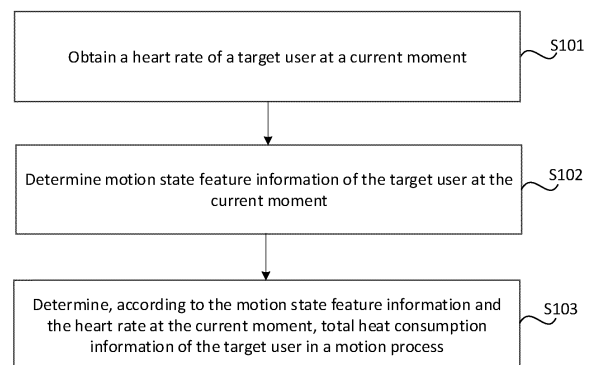 Obtain a heart rate of a target user at a current moment
S101
Determine motion state feature information of the target user at the
current moment
S102
Determine, according to the motion state feature information and
the heart rate at the current moment, total heat consumption
information of the target user in a motion process
S103